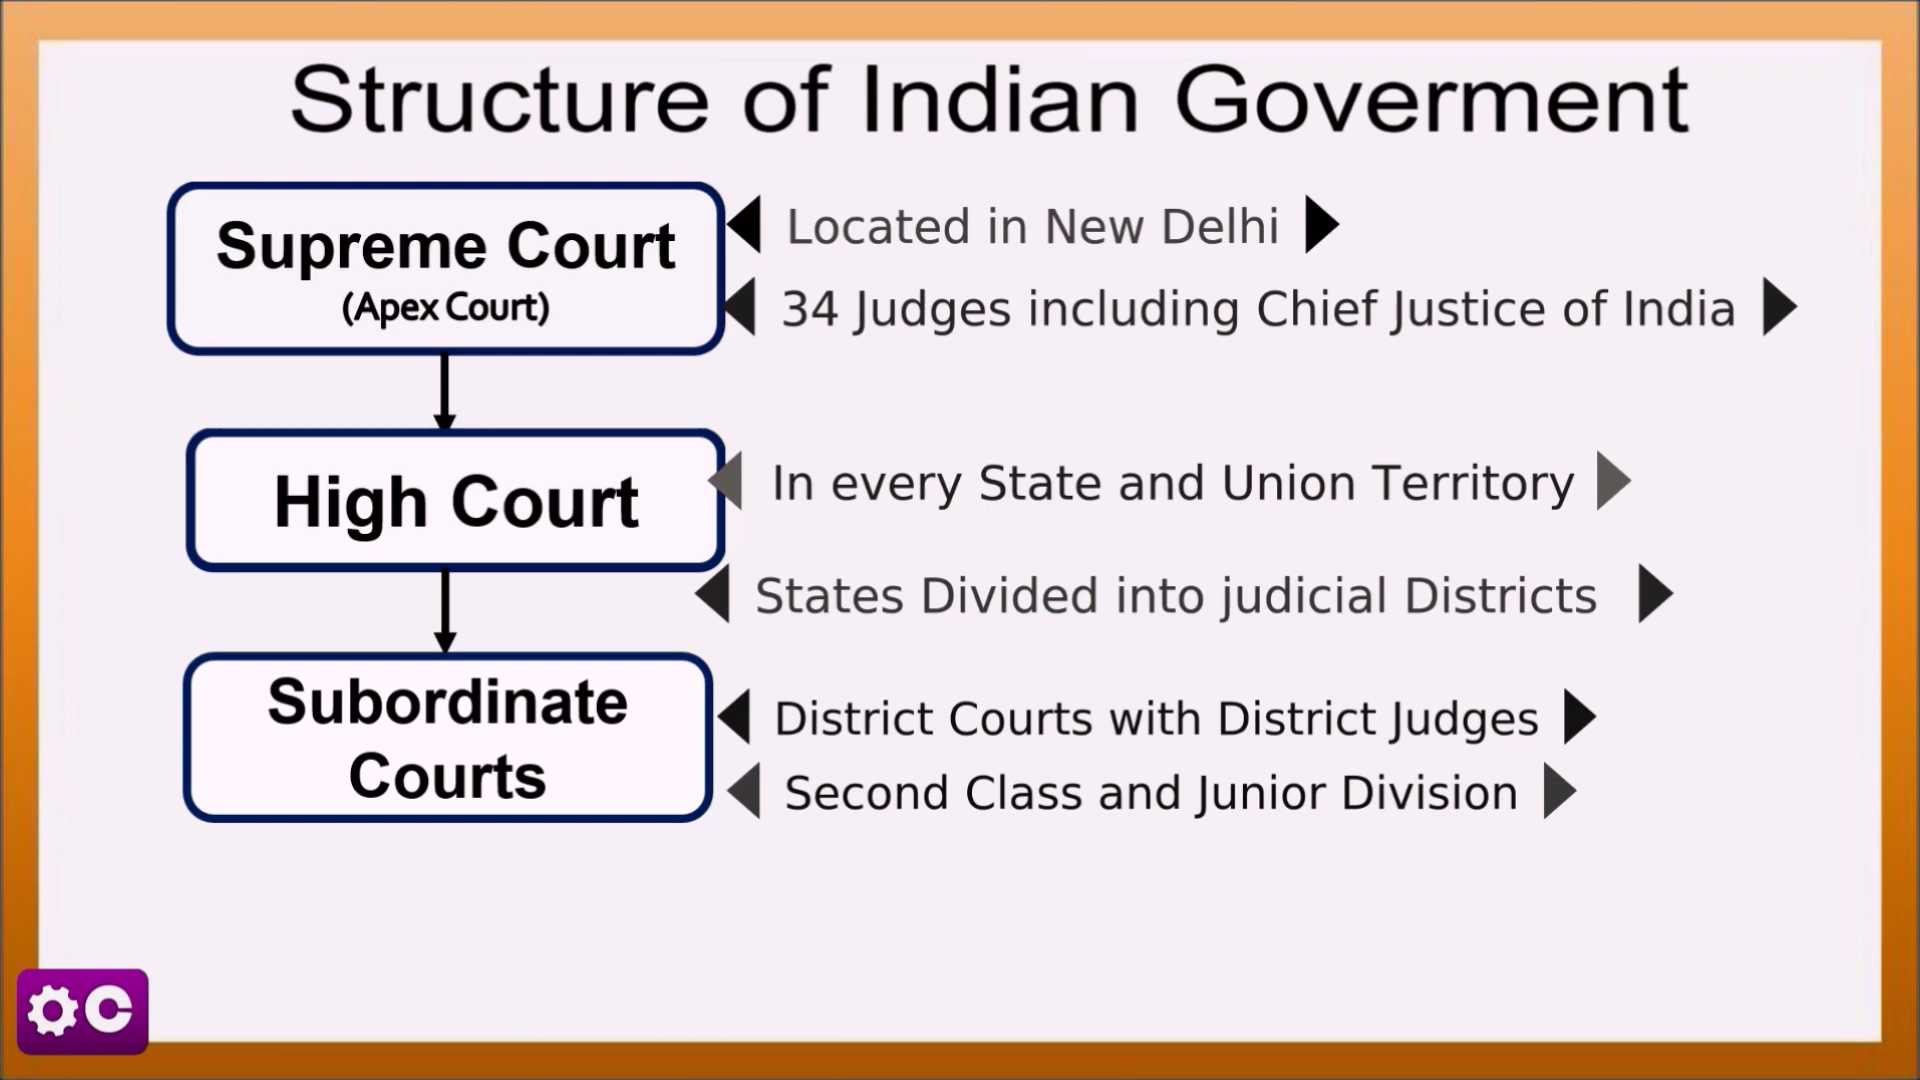 Structure of Indian Goverment
Supreme Court
(Apex Court)
Located in New Delhi
34 Judges including Chief Justice of India
High Court
In every State and Union Territory
States Divided into judicial Districts
Subordinate
Courts
District Courts with District Judges
Second Class and Junior Division
OC